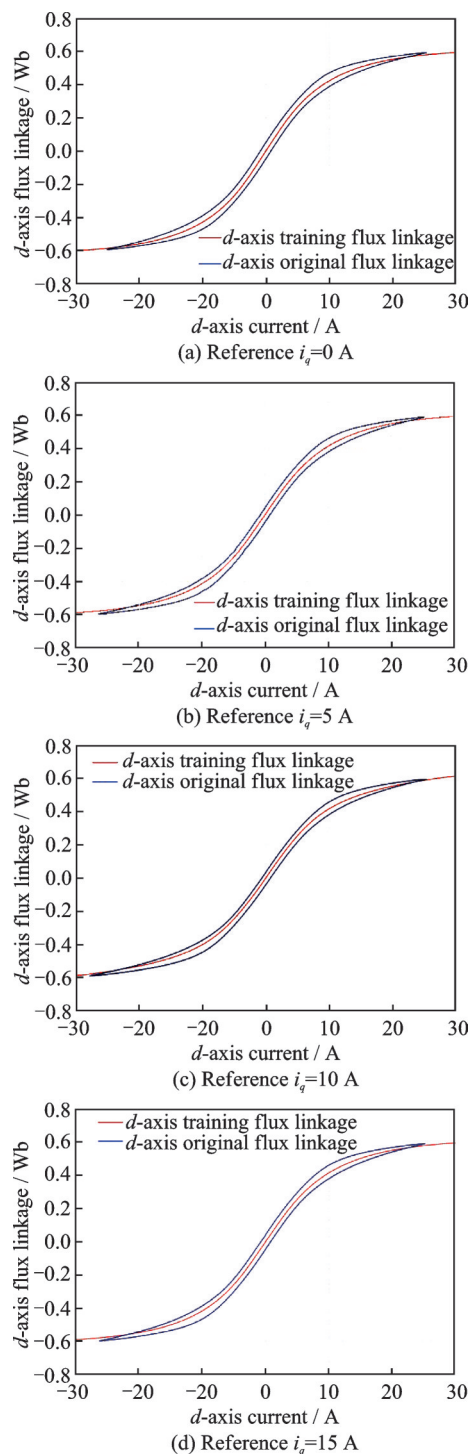 0.8
0.6
0.4
0.2
0.0
−0.2
−0.4
−0.6
−0.8
d-axis flux linkage / Wb
d-axis training flux linkage
d-axis original flux linkage
−30 −20 −10 0 10 20 30
d-axis current / A
(a) Reference iq=0 A
0.8
0.6
0.4
0.2
0.0
−0.2
−0.4
−0.6
−0.8
d-axis flux linkage / Wb
d-axis training flux linkage
d-axis original flux linkage
−30 −20 −10 0 10 20 30
d-axis current / A
(b) Reference iq=5 A
d-axis training flux linkage
d-axis original flux linkage
0.8
0.6
0.4
0.2
0.0
−0.2
−0.4
−0.6
−0.8
d-axis flux linkage / Wb
−30 −20 −10 0 10 20 30
d-axis current / A
(c) Reference iq=10 A
d-axis training flux linkage
d-axis original flux linkage
0.8
0.6
0.4
0.2
0.0
−0.2
−0.4
−0.6
−0.8
d-axis flux linkage / Wb
−30 −20 −10 0 10 20 30
d-axis current / A
(d) Reference iq=15 A